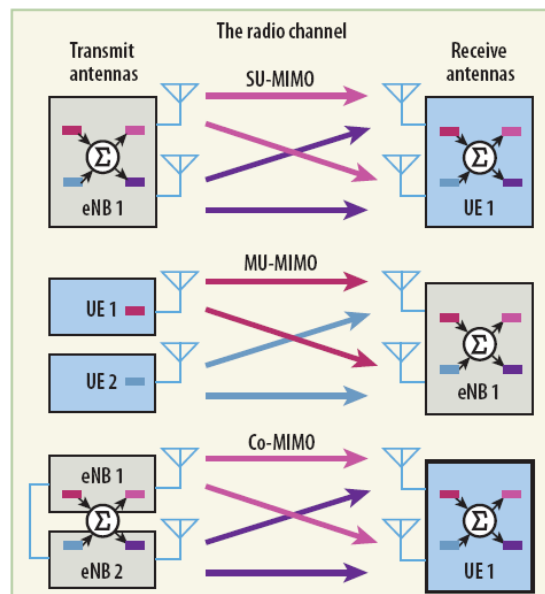 The radio channel
Transmit
antennas
Receive
antennas
SU-MIMO
Σ
eNB 1
Σ
UE 1
MU-MIMO
UE 1
UE 2
Σ
eNB 1
Co-MIMO
eNB 1
Σ
eNB 2
Σ
UE 1